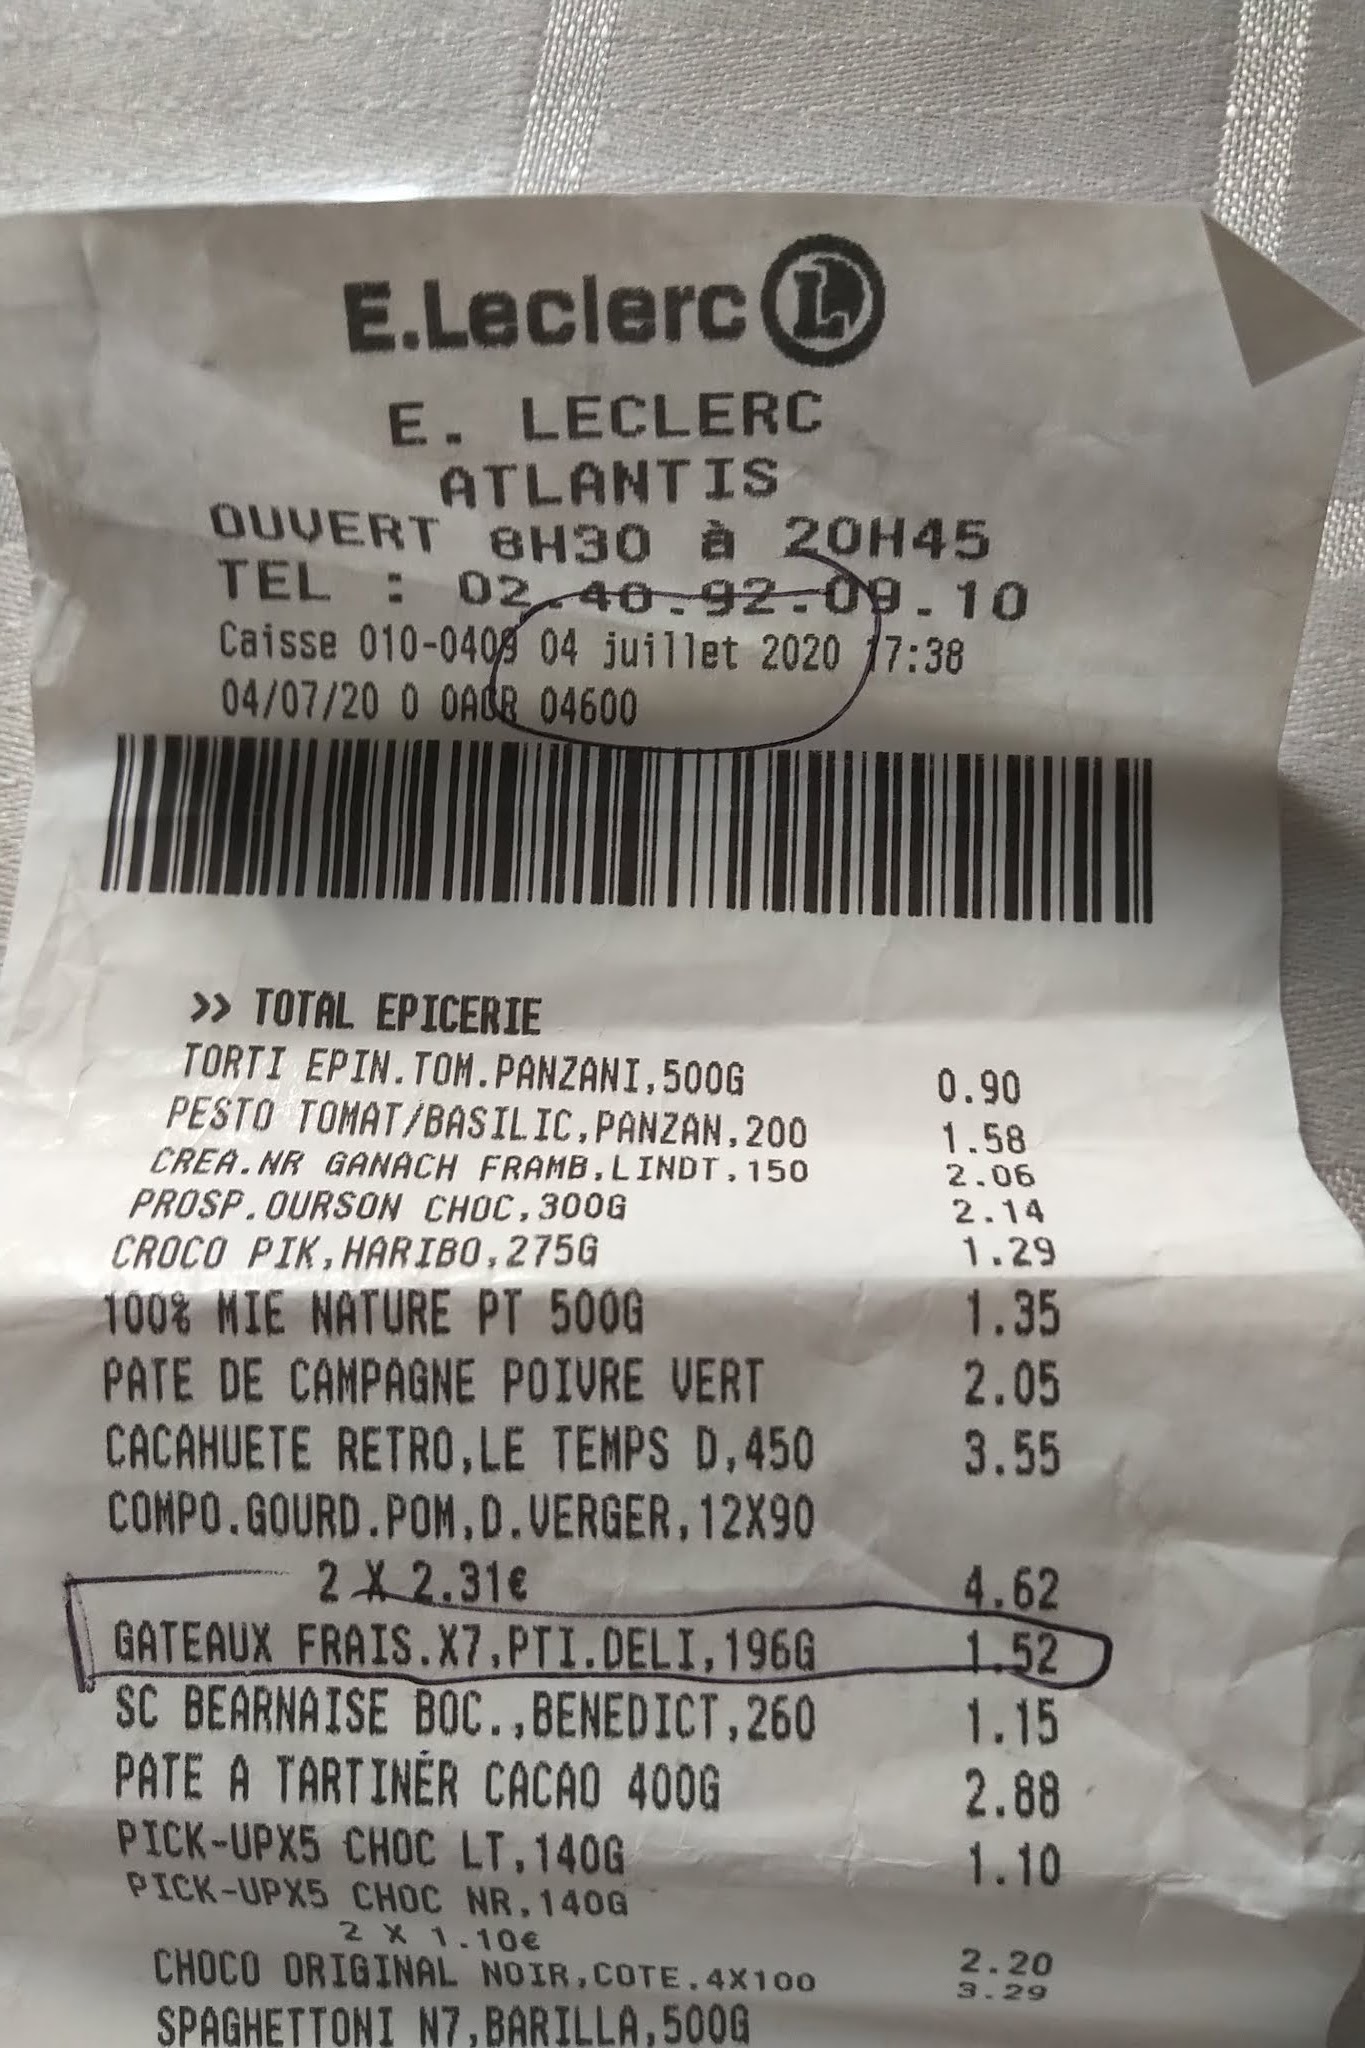 E.Leclerc L
E. LECLERC
ATLANTIS
OUVERT 8H30 à 20H45
TEL : 02.40.92.09.10
Caisse 010-0409 04 juillet 2020 17:38
04/07/20 0 0ACR 04600
>> TOTAL EPICERIE
TORTI EPIN.TOM.PANZANI,500G 0.90
PESTO TOMAT/BASILIC,PANZAN,200 1.58
CREA.NR GANACH FRAMB,LINDT,150 2.06
PROSP.OURSON CHOC,300G 2.14
CROCO PIK,HARIBO,275G 1.29
100% MIE NATURE PT 500G 1.35
PATE DE CAMPAGNE POIVRE VERT 2.05
CACAHUETE RETRO,LE TEMPS D,450 3.55
COMPO.GOURD.POM,D.VERGER,12X90
2 X 2.31€ 4.62
GATEAUX FRAIS.X7,PTI.DELI,196G 1.52
SC BEARNAISE BOC.,BENEDICT,260 1.15
PATE A TARTINER CACAO 400G 2.88
PICK-UPX5 CHOC LT,140G 1.10
PICK-UPX5 CHOC NR,140G
2 X 1.10€ 2.20
CHOCO ORIGINAL NOIR,COTE,4X100 3.29
SPAGHETTONI N7,BARILLA,500G